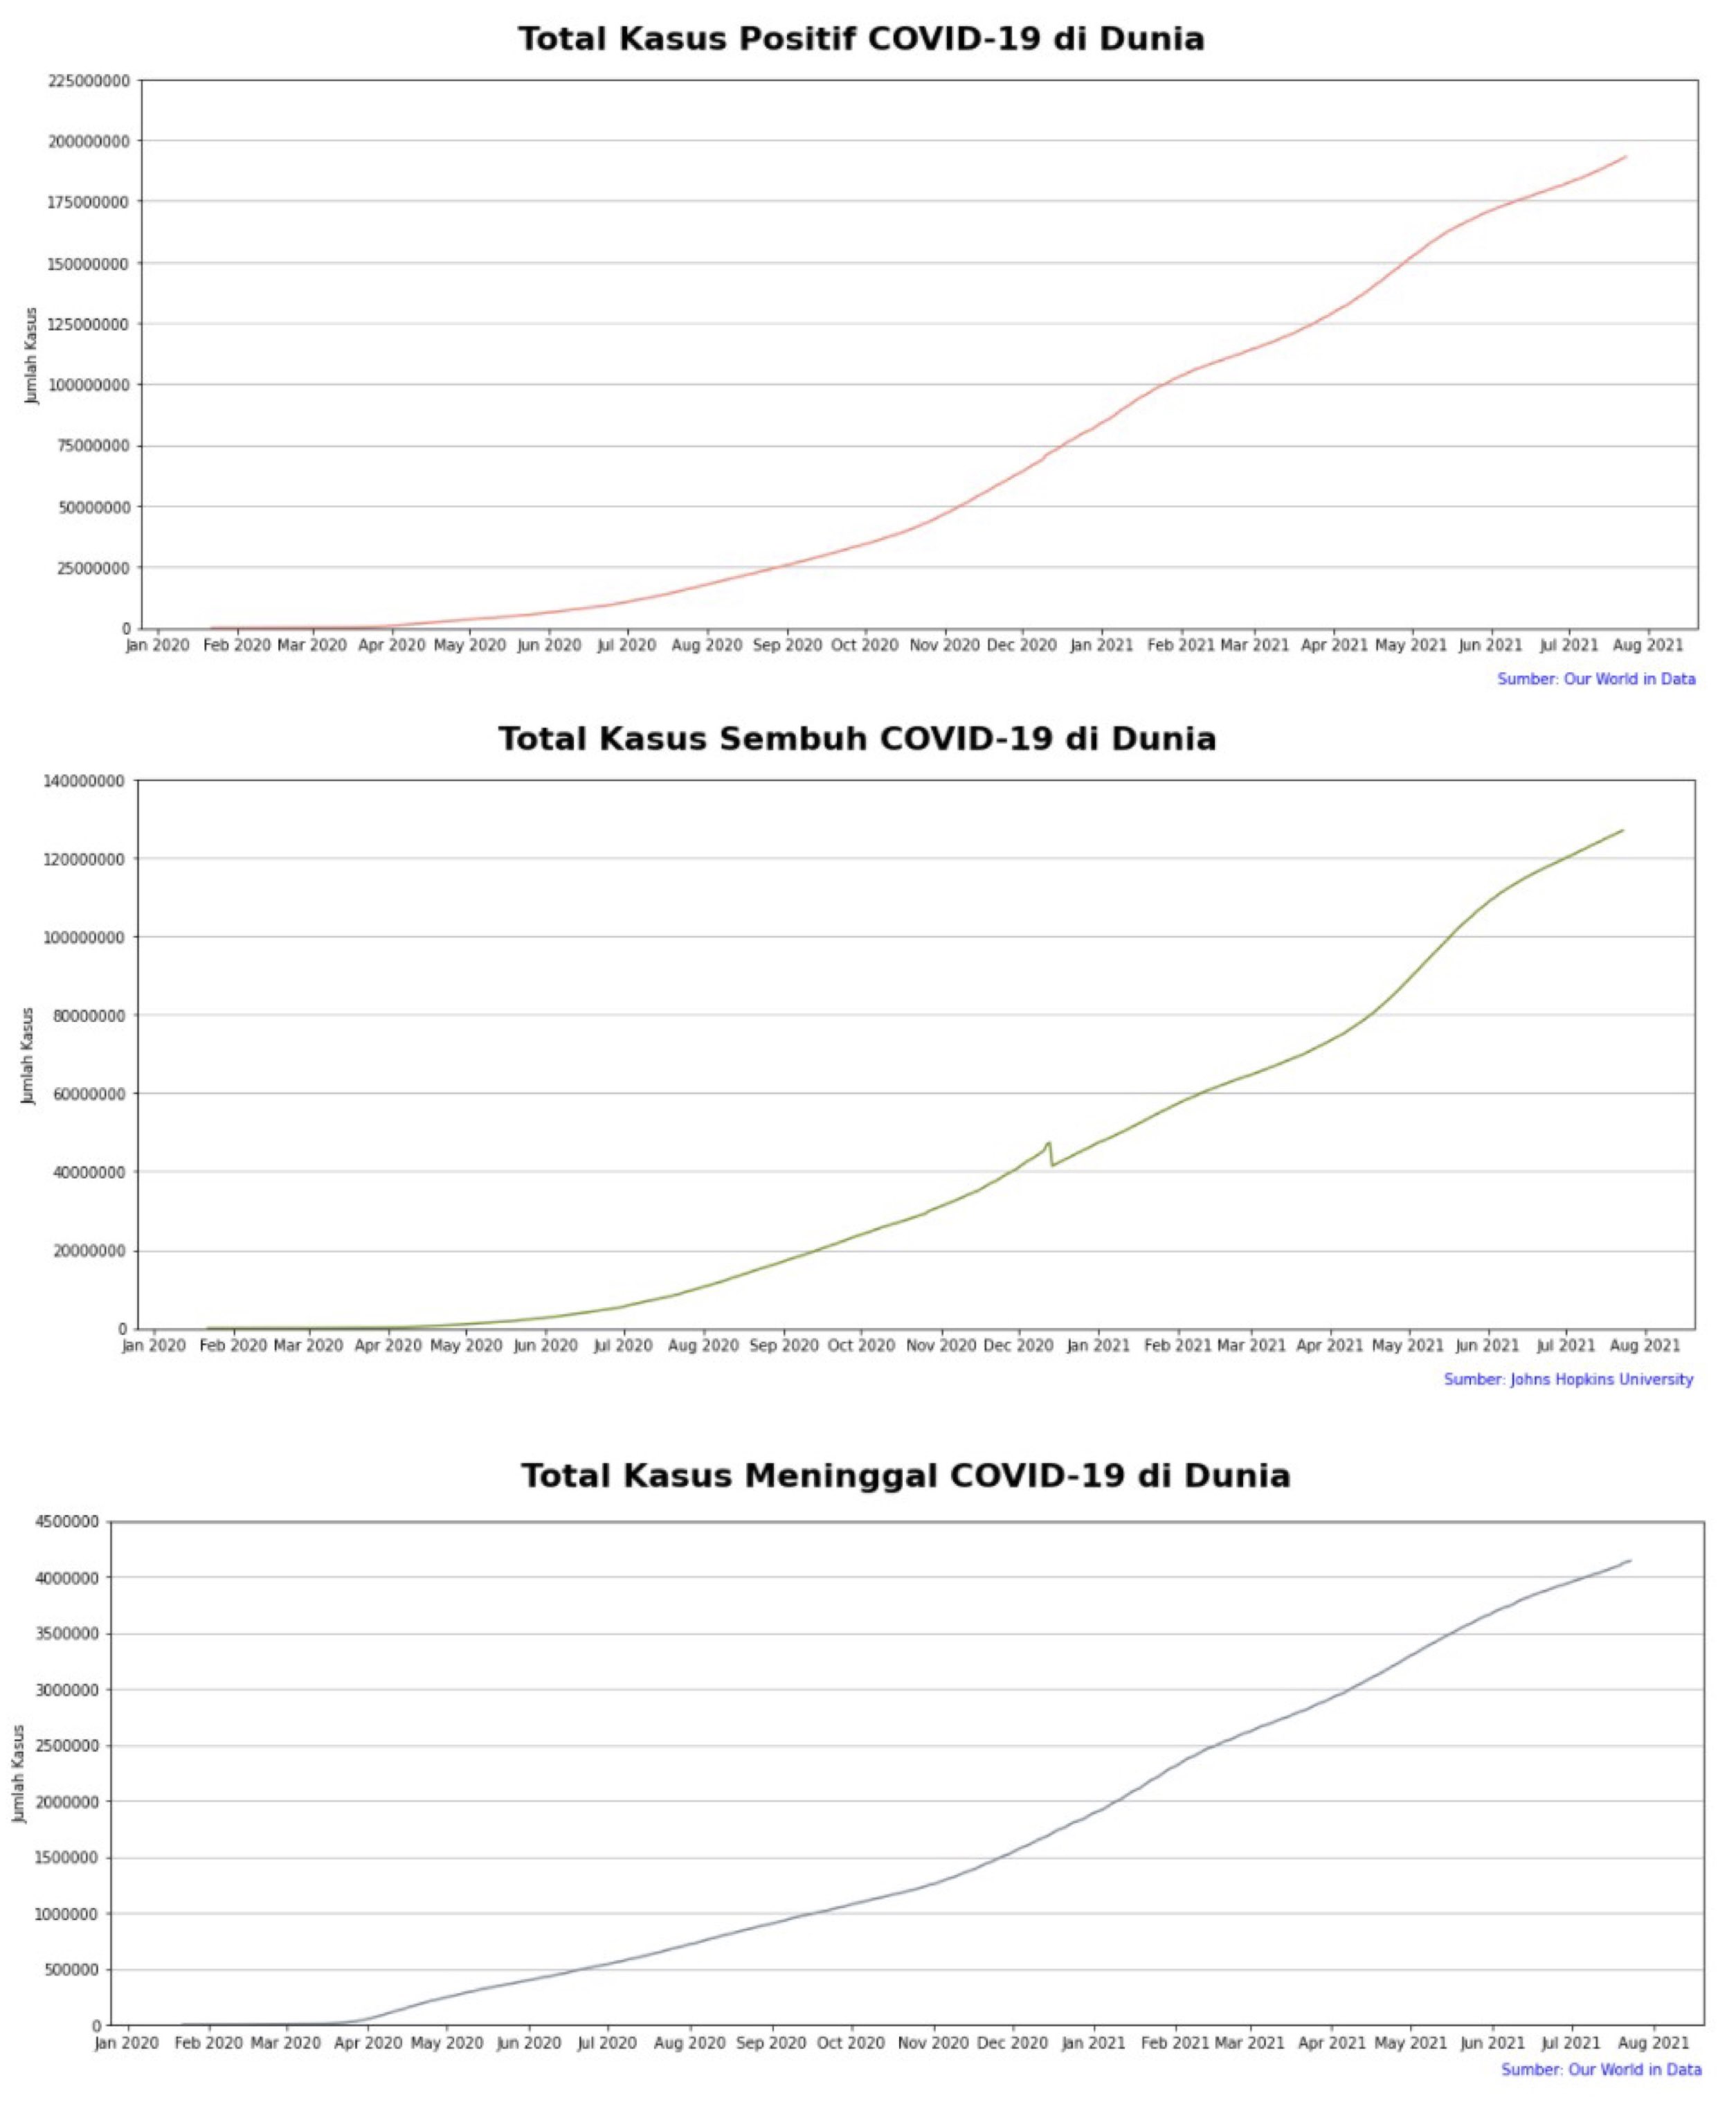 Total Kasus Positif COVID-19 di Dunia
225000000
200000000
175000000
150000000
125000000
100000000
75000000
50000000
25000000
0
Jumlah Kasus
Jan 2020 Feb 2020 Mar 2020 Apr 2020 May 2020 Jun 2020 Jul 2020 Aug 2020 Sep 2020 Oct 2020 Nov 2020 Dec 2020 Jan 2021 Feb 2021 Mar 2021 Apr 2021 May 2021 Jun 2021 Jul 2021 Aug 2021
Sumber: Our World in Data
Total Kasus Sembuh COVID-19 di Dunia
140000000
120000000
100000000
80000000
60000000
40000000
20000000
0
Jumlah Kasus
Jan 2020 Feb 2020 Mar 2020 Apr 2020 May 2020 Jun 2020 Jul 2020 Aug 2020 Sep 2020 Oct 2020 Nov 2020 Dec 2020 Jan 2021 Feb 2021 Mar 2021 Apr 2021 May 2021 Jun 2021 Jul 2021 Aug 2021
Sumber: Johns Hopkins University
Total Kasus Meninggal COVID-19 di Dunia
4500000
4000000
3500000
3000000
2500000
2000000
1500000
1000000
500000
0
Jumlah Kasus
Jan 2020 Feb 2020 Mar 2020 Apr 2020 May 2020 Jun 2020 Jul 2020 Aug 2020 Sep 2020 Oct 2020 Nov 2020 Dec 2020 Jan 2021 Feb 2021 Mar 2021 Apr 2021 May 2021 Jun 2021 Jul 2021 Aug 2021
Sumber: Our World in Data